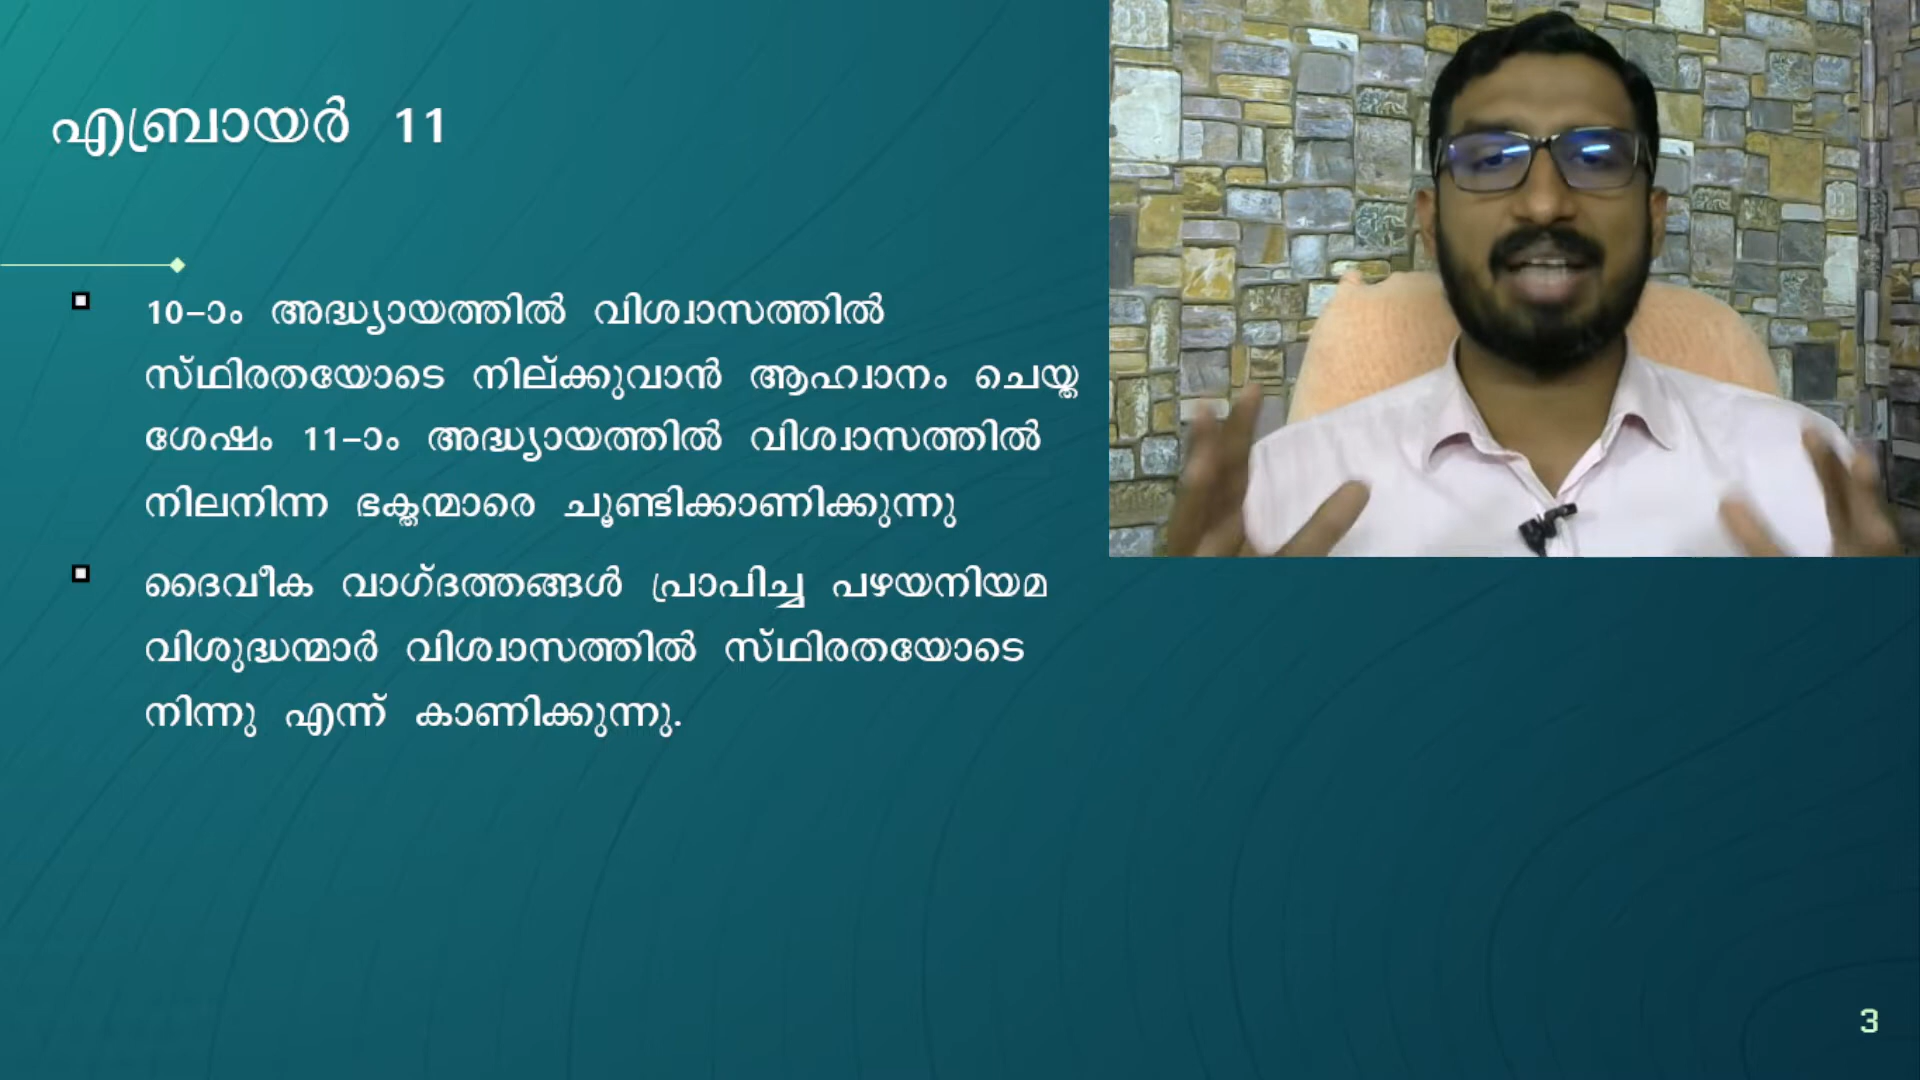 എബ്രായർ 11
10-ാം അദ്ധ്യായത്തിൽ വിശ്വാസത്തിൽ
സ്ഥിരതയോടെ നില്ക്കുവാൻ ആഹ്വാനം ചെയ്ത
ശേഷം 11-ാം അദ്ധ്യായത്തിൽ വിശ്വാസത്തിൽ
നിലനിന്ന ഭക്തന്മാരെ ചൂണ്ടിക്കാണിക്കുന്നു
ദൈവീക വാഗ്ദത്തങ്ങൾ പ്രാപിച്ച പഴയനിയമ
വിശുദ്ധന്മാർ വിശ്വാസത്തിൽ സ്ഥിരതയോടെ
നിന്നു എന്ന് കാണിക്കുന്നു.
3